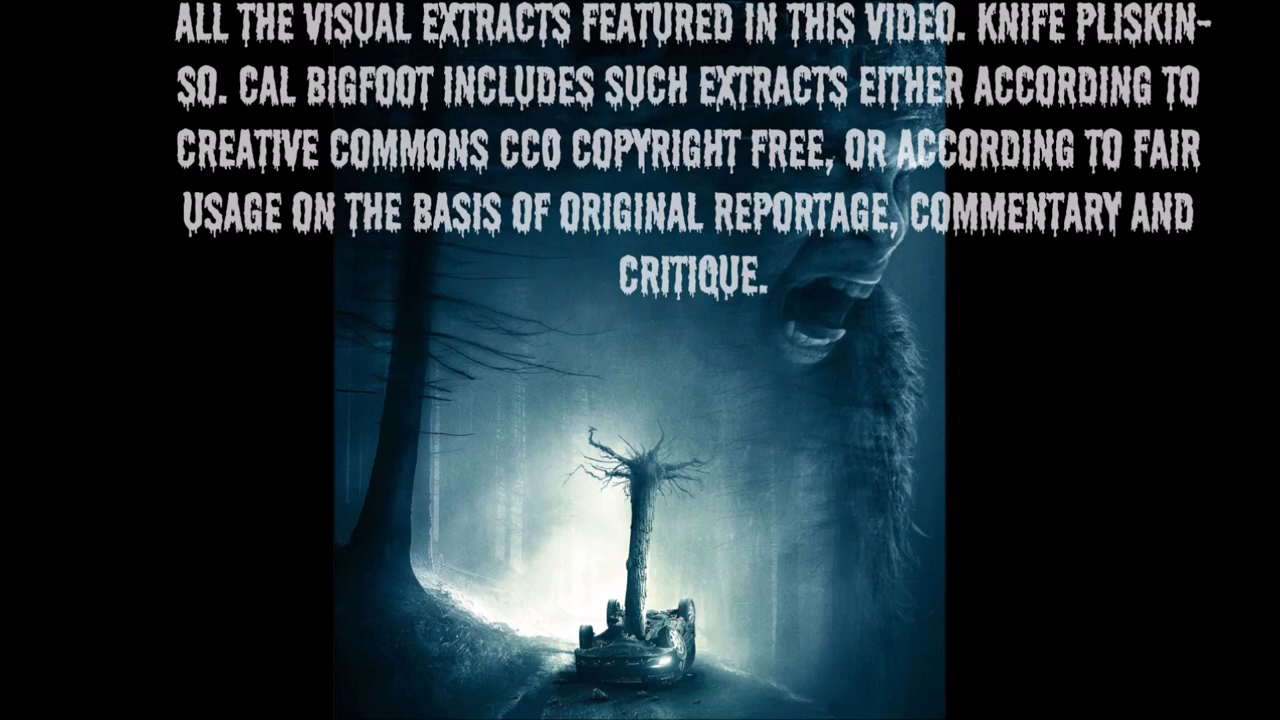 ALL THE VISUAL EXTRACTS FEATURED IN THIS VIDEO. KNIFE PLISKIN-
SO. CAL BIGFOOT INCLUDES SUCH EXTRACTS EITHER ACCORDING TO
CREATIVE COMMONS CC0 COPYRIGHT FREE, OR ACCORDING TO FAIR
USAGE ON THE BASIS OF ORIGINAL REPORTAGE, COMMENTARY AND
CRITIQUE.